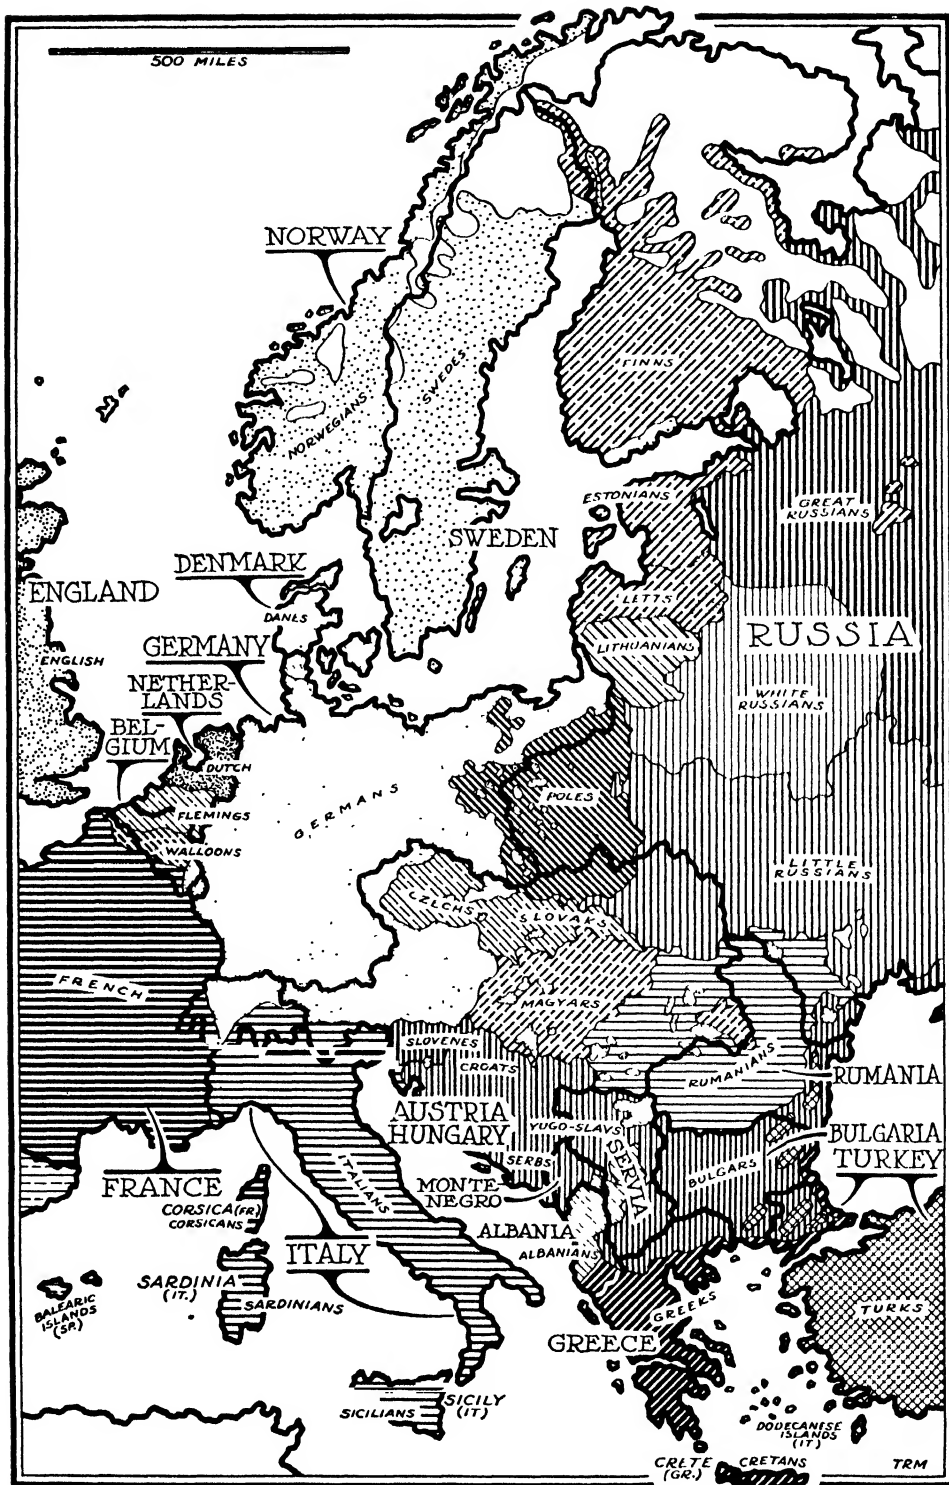 500 MILES
NORWAY
SWEDES
FINNS
NORWEGIANS
ESTONIANS
GREAT
RUSSIANS
SWEDEN
DENMARK
ENGLAND
DANES
LETTS
RUSSIA
GERMANY
LITHUANIANS
ENGLISH
NETHER-
LANDS
WHITE
RUSSIANS
BEL-
GIUM
DUTCH
GERMANS
POLES
FLEMINGS
WALLOONS
LITTLE
RUSSIANS
CZECHS
SLOVAKS
FRENCH
MAGYARS
SLOVENES
CROATS
RUMANIANS
RUMANIA
AUSTRIA
HUNGARY
YUGO-SLAVS
BULGARIA
TURKEY
SERBS
SERVIA
BULGARS
FRANCE
ITALIANS
MONTE-
NEGRO
CORSICA (FR)
CORSICANS
ALBANIA
ALBANIANS
ITALY
SARDINIA
(IT.)
SARDINIANS
BALEARIC
ISLANDS
(SP.)
GREEKS
TURKS
GREECE
SICILY
(IT)
SICILIANS
DODECANESE
ISLANDS
(IT)
CRETE
(GR.)
CRETANS
TRM